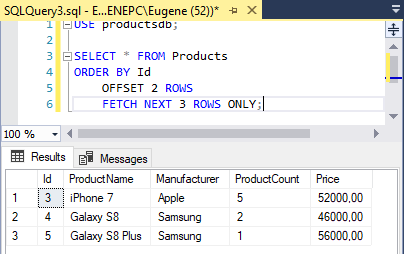 SQLQuery3.sql - E...ENEPC\Eugene (52))*
1 USE productsdb;
2
3 SELECT * FROM Products
4 ORDER BY Id
5 OFFSET 2 ROWS
6 FETCH NEXT 3 ROWS ONLY;
100 %
Results Messages
Id ProductName Manufacturer ProductCount Price
1 3 iPhone 7 Apple 5 52000,00
2 4 Galaxy S8 Samsung 2 46000,00
3 5 Galaxy S8 Plus Samsung 1 56000,00